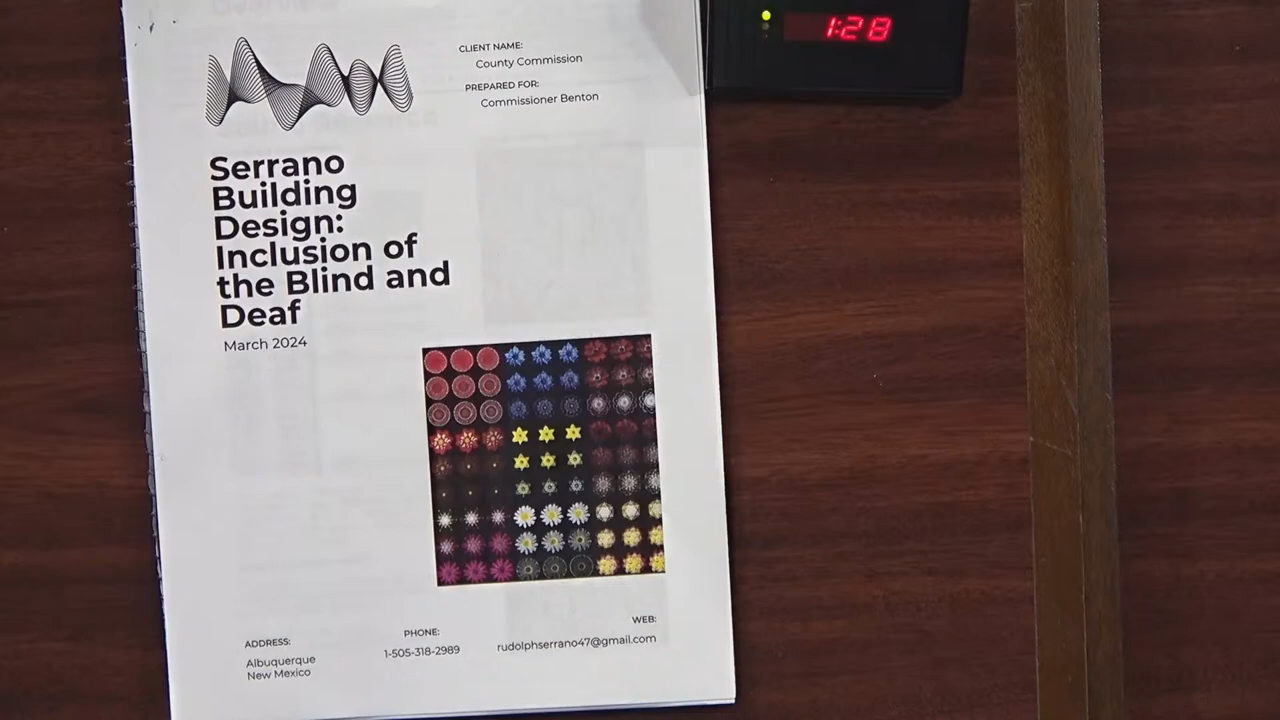 CLIENT NAME:
County Commission
PREPARED FOR:
Commissioner Benton
1:28
Serrano
Building
Design:
Inclusion of
the Blind and
Deaf
March 2024
ADDRESS:
Albuquerque
New Mexico
PHONE:
1-505-318-2989
WEB:
rudolphserrano47@gmail.com